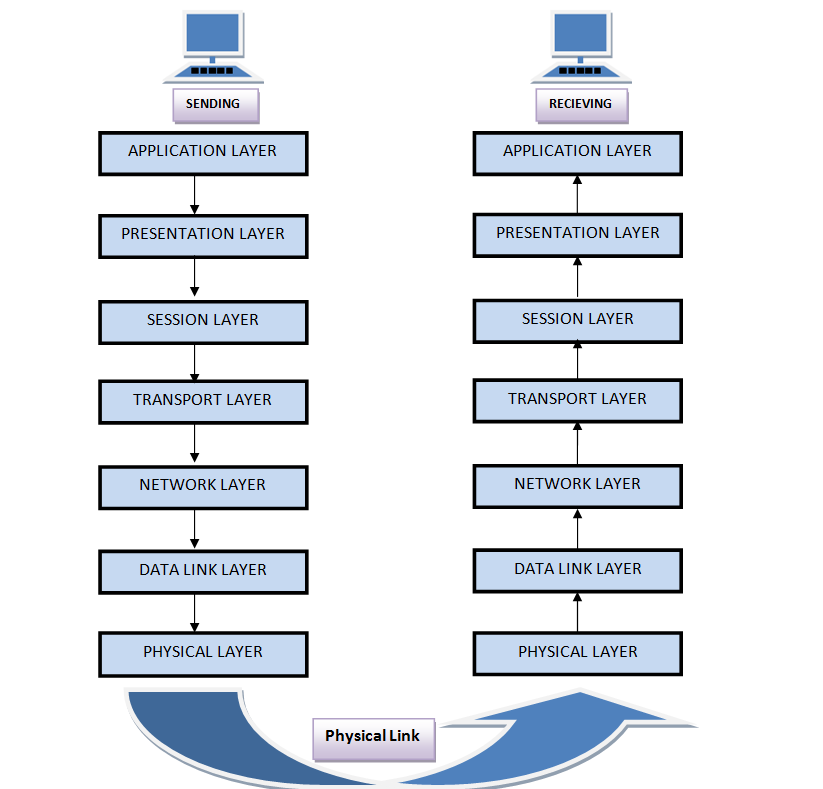 SENDING
APPLICATION LAYER
PRESENTATION LAYER
SESSION LAYER
TRANSPORT LAYER
NETWORK LAYER
DATA LINK LAYER
PHYSICAL LAYER
RECIEVING
APPLICATION LAYER
PRESENTATION LAYER
SESSION LAYER
TRANSPORT LAYER
NETWORK LAYER
DATA LINK LAYER
PHYSICAL LAYER
Physical Link